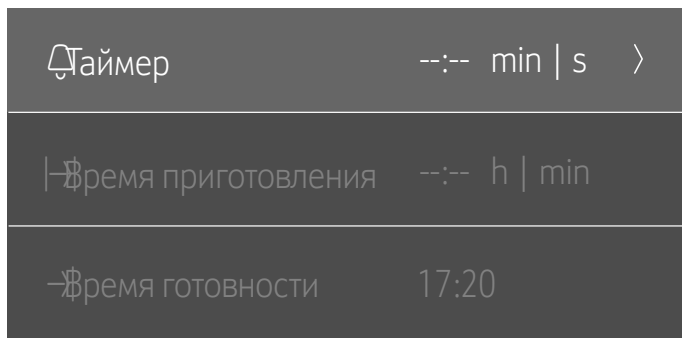 Таймер --:-- min | s
Время приготовления --:-- h | min
Время готовности 17:20